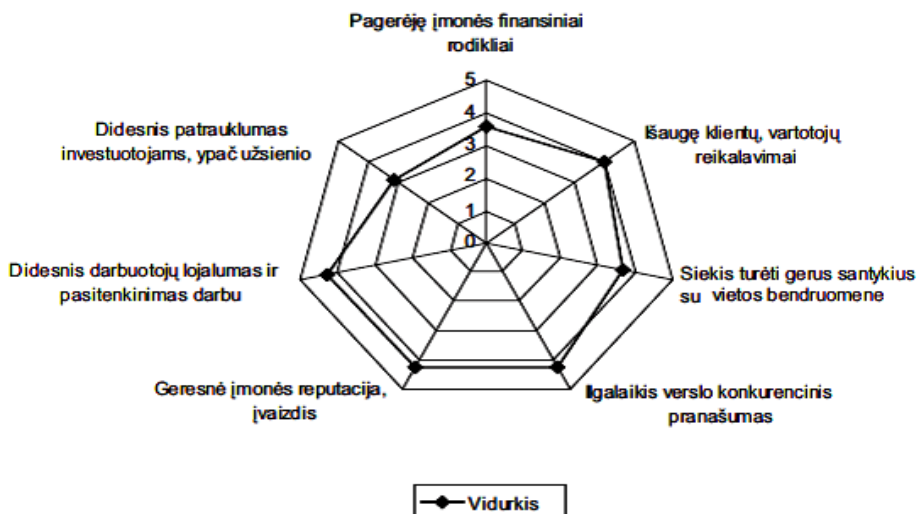 Pagerėję įmonės finansiniai
rodikliai
5
4
3
2
1
0
Išaugę klientų, vartotojų
reikalavimai
Siekis turėti gerus santykius
su vietos bendruomene
Ilgalaikis verslo konkurencinis
pranašumas
Geresnė įmonės reputacija,
įvaizdis
Didesnis darbuotojų lojalumas ir
pasitenkinimas darbu
Didesnis patrauklumas
investuotojams, ypač užsienio
Vidurkis